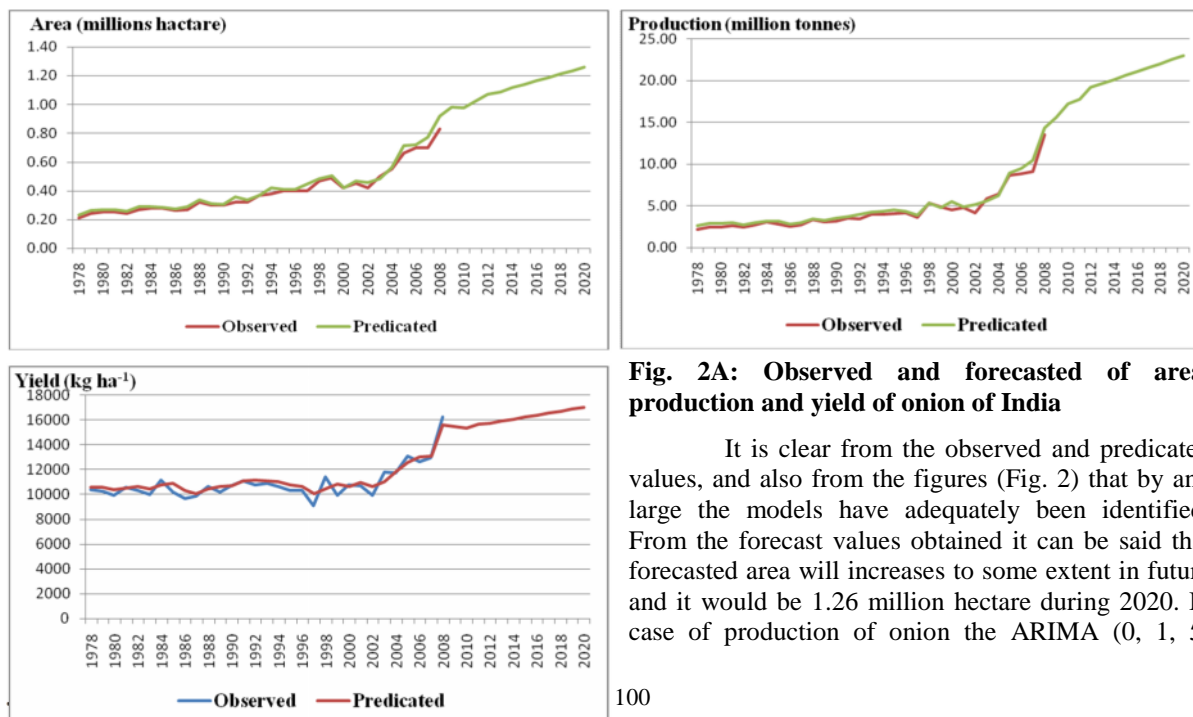 Area (millions hactare)
1.40
1.20
1.00
0.80
0.60
0.40
0.20
0.00
1978 1980 1982 1984 1986 1988 1990 1992 1994 1996 1998 2000 2002 2004 2006 2008 2010 2012 2014 2016 2018 2020
Observed Predicated
Production (million tonnes)
25.00
20.00
15.00
10.00
5.00
0.00
1978 1980 1982 1984 1986 1988 1990 1992 1994 1996 1998 2000 2002 2004 2006 2008 2010 2012 2014 2016 2018 2020
Observed Predicated
Yield (kg ha-1)
18000
16000
14000
12000
10000
8000
6000
4000
2000
0
1978 1980 1982 1984 1986 1988 1990 1992 1994 1996 1998 2000 2002 2004 2006 2008 2010 2012 2014 2016 2018 2020
Observed Predicated
Fig. 2A: Observed and forecasted of area
production and yield of onion of India
It is clear from the observed and predicate
values, and also from the figures (Fig. 2) that by an
large the models have adequately been identified
From the forecast values obtained it can be said th
forecasted area will increases to some extent in futur
and it would be 1.26 million hectare during 2020. I
case of production of onion the ARIMA (0, 1, 5
100